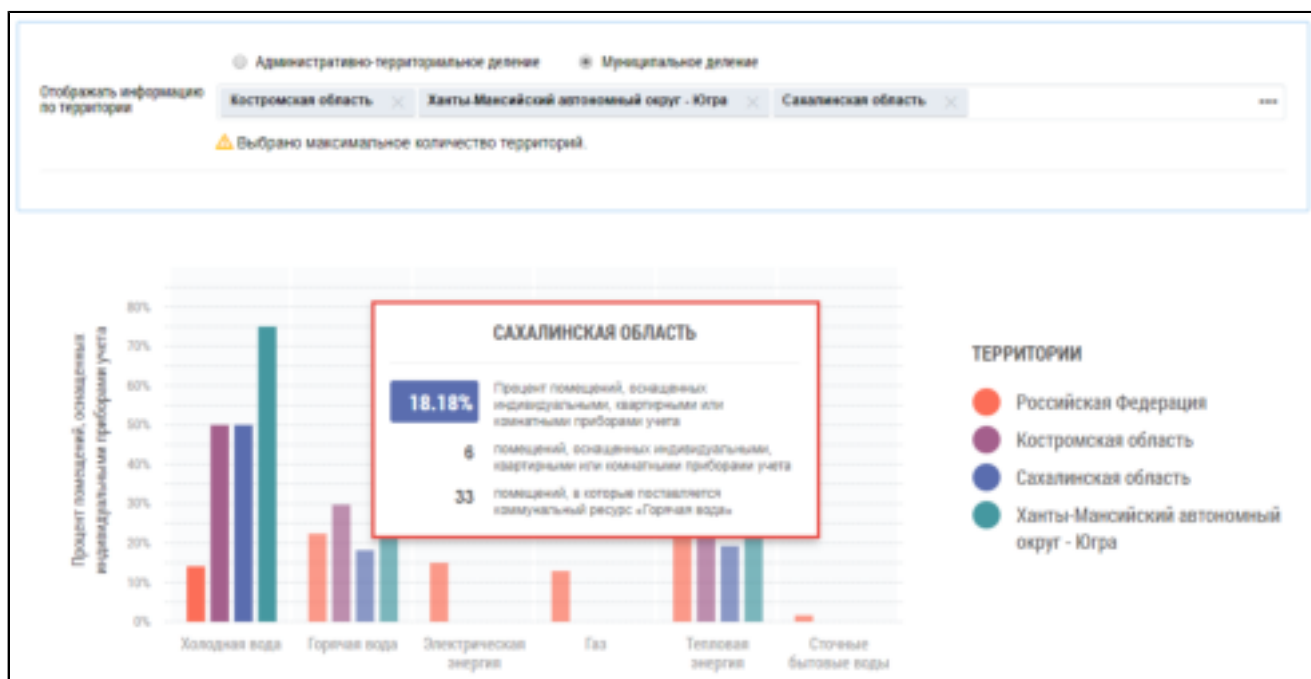 Административно-территориальное деление Муниципальное деление
Отображать информацию
по территории
Костромская область Ханты-Мансийский автономный округ - Югра Сахалинская область
Выбрано максимальное количество территорий.
Процент помещений, оснащенных
индивидуальными приборами учета
80%
70%
60%
50%
40%
30%
20%
10%
0%
САХАЛИНСКАЯ ОБЛАСТЬ
18.18%
Процент помещений, оснащенных
индивидуальными, квартирными или
комнатными приборами учета
6
помещений, оснащенных индивидуальными,
квартирными или комнатными приборами учета
33
помещений, в которые поставляется
коммунальный ресурс «Горячая вода»
Холодная вода
Горячая вода
Электрическая
энергия
Газ
Тепловая
энергия
Сточные
бытовые воды
ТЕРРИТОРИИ
Российская Федерация
Костромская область
Сахалинская область
Ханты-Мансийский автономный
округ - Югра